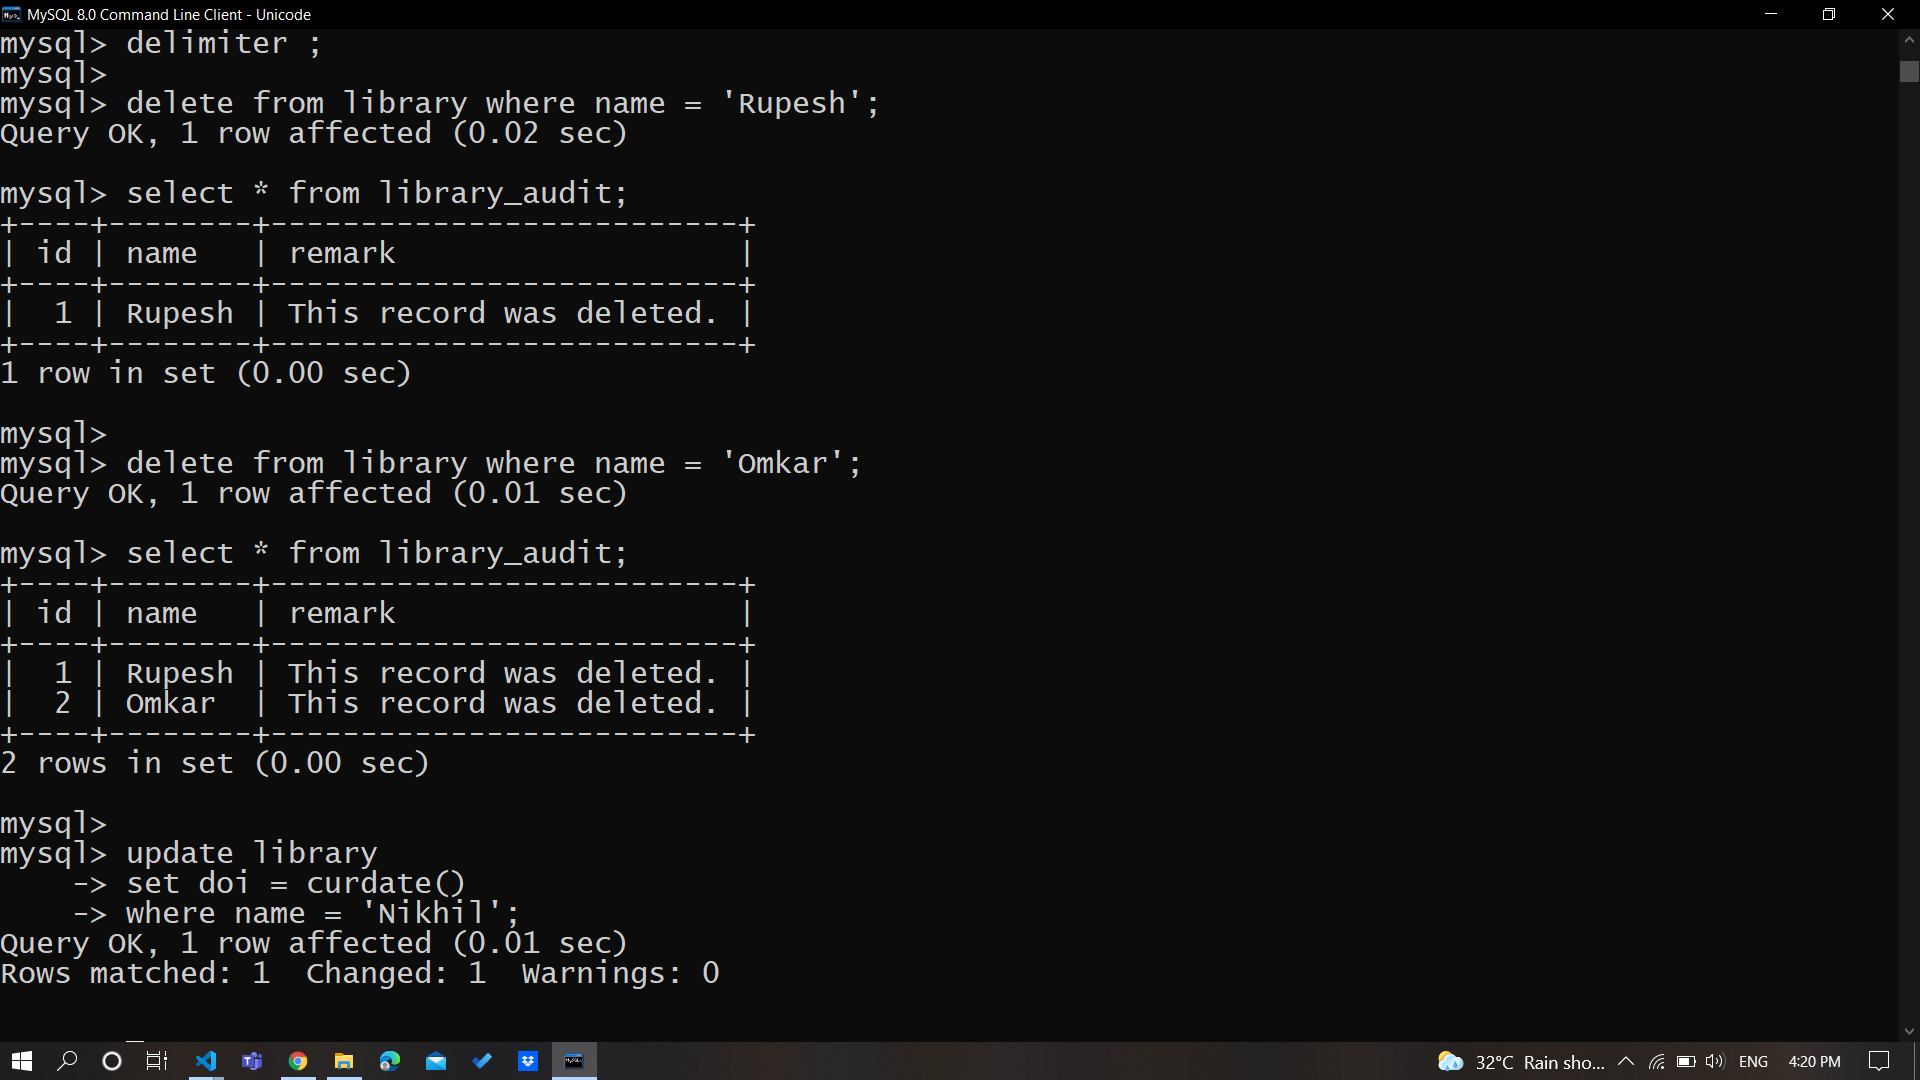 MySQL 8.0 Command Line Client - Unicode
mysql> delimiter ;
mysql>
mysql> delete from library where name = 'Rupesh';
Query OK, 1 row affected (0.02 sec)
mysql> select * from library_audit;
+----+--------+--------------------------+
| id | name   | remark                   |
+----+--------+--------------------------+
|  1 | Rupesh | This record was deleted. |
+----+--------+--------------------------+
1 row in set (0.00 sec)
mysql>
mysql> delete from library where name = 'Omkar';
Query OK, 1 row affected (0.01 sec)
mysql> select * from library_audit;
+----+--------+--------------------------+
| id | name   | remark                   |
+----+--------+--------------------------+
|  1 | Rupesh | This record was deleted. |
|  2 | Omkar  | This record was deleted. |
+----+--------+--------------------------+
2 rows in set (0.00 sec)
mysql>
mysql> update library
    -> set doi = curdate()
    -> where name = 'Nikhil';
Query OK, 1 row affected (0.01 sec)
Rows matched: 1  Changed: 1  Warnings: 0
32°C Rain sho... ENG 4:20 PM